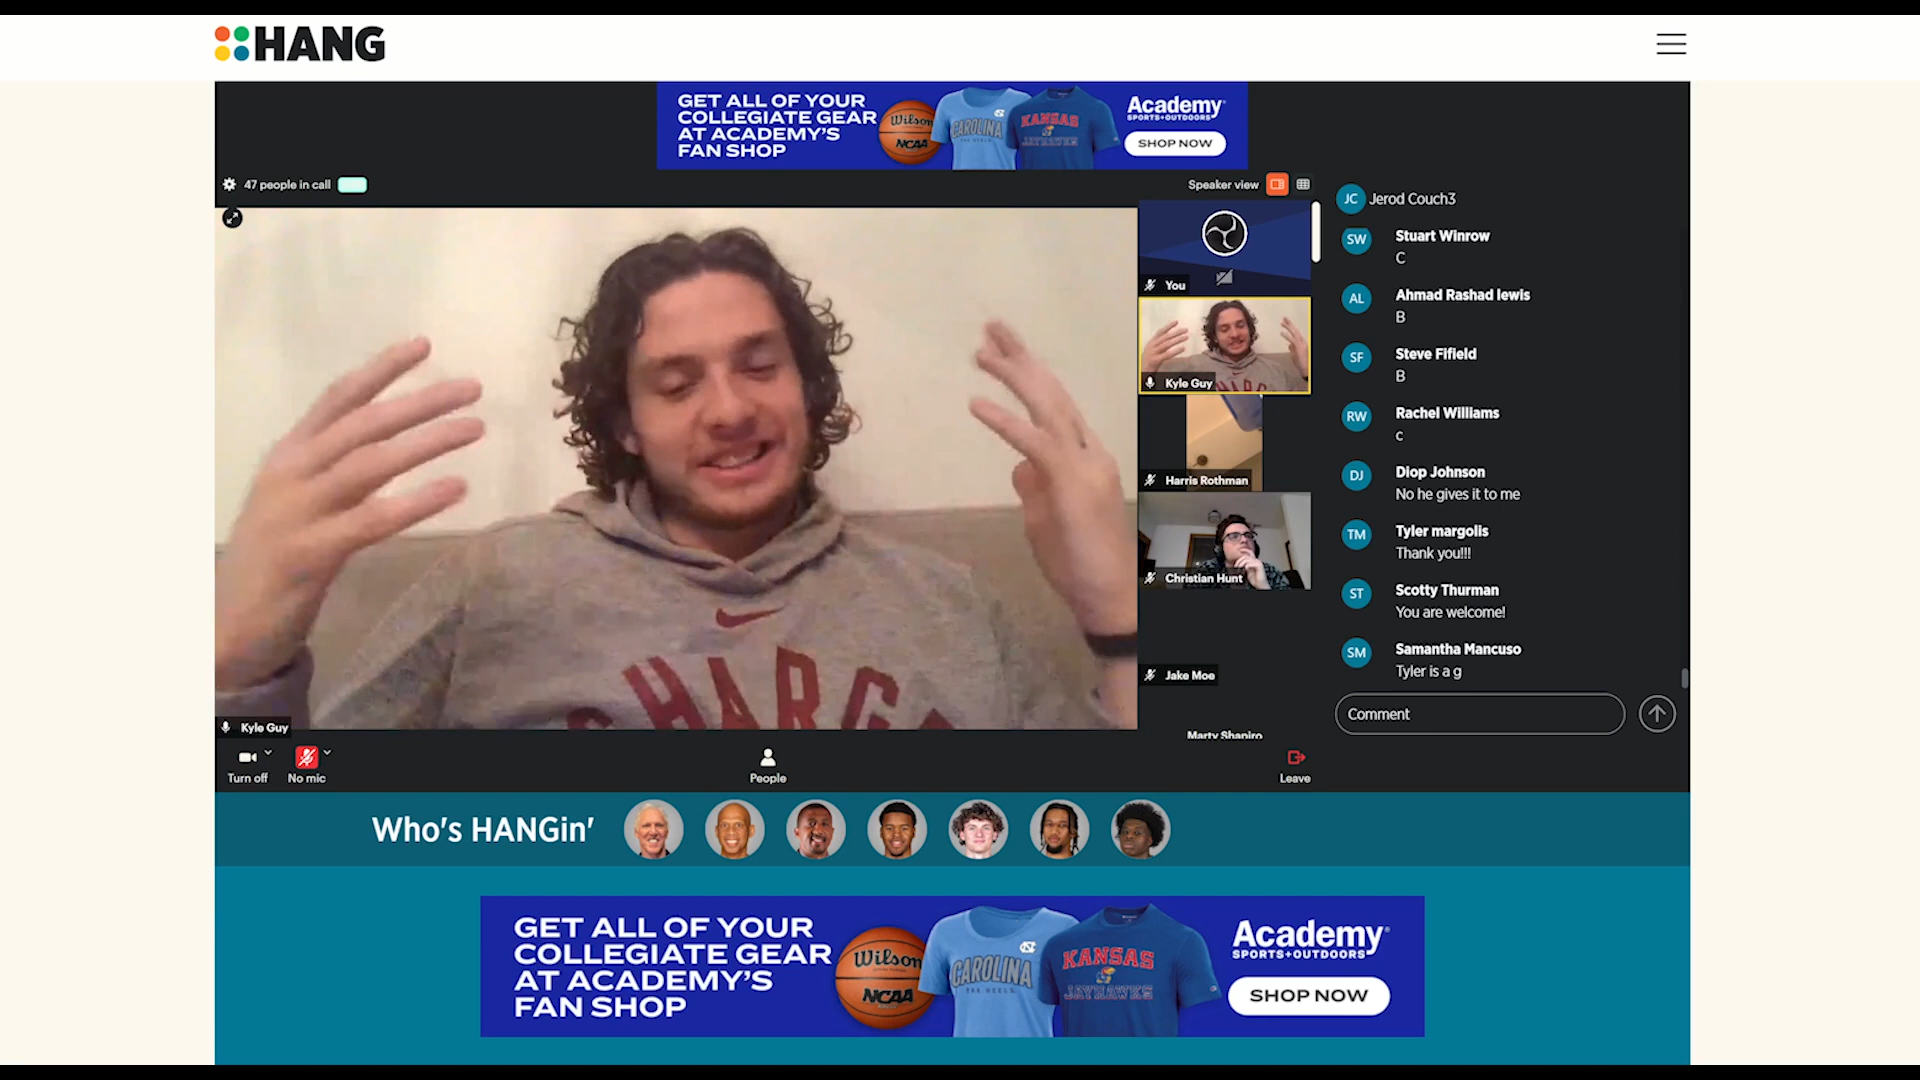 HANG
GET ALL OF YOUR
COLLEGIATE GEAR
AT ACADEMY'S
FAN SHOP
Wilson
NCAA
CAROLINA
TAR HEELS
KANSAS
JAYHAWKS
Academy
SPORTS+OUTDOORS
SHOP NOW
47 people in call
Speaker view
You
Kyle Guy
Harris Rothman
Christian Hunt
Jake Moe
Marty Shapiro
HARG
Kyle Guy
JC Jerod Couch3
SW Stuart Winrow
C
AL Ahmad Rashad lewis
B
SF Steve Fifield
B
RW Rachel Williams
c
DJ Diop Johnson
No he gives it to me
TM Tyler margolis
Thank you!!!
ST Scotty Thurman
You are welcome!
SM Samantha Mancuso
Tyler is a g
Comment
Turn off
No mic
People
Leave
Who's HANGin'
GET ALL OF YOUR
COLLEGIATE GEAR
AT ACADEMY'S
FAN SHOP
Wilson
NCAA
CAROLINA
TAR HEELS
KANSAS
JAYHAWKS
Academy
SPORTS+OUTDOORS
SHOP NOW